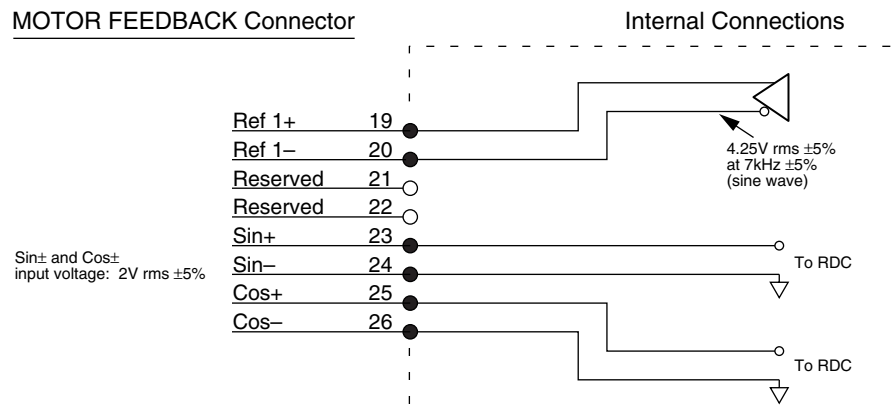 MOTOR FEEDBACK Connector
Internal Connections
Ref 1+ 19
Ref 1– 20
Reserved 21
Reserved 22
Sin+ 23
Sin– 24
Cos+ 25
Cos– 26
4.25V rms ±5%
at 7kHz ±5%
(sine wave)
Sin± and Cos±
input voltage: 2V rms ±5%
To RDC
To RDC